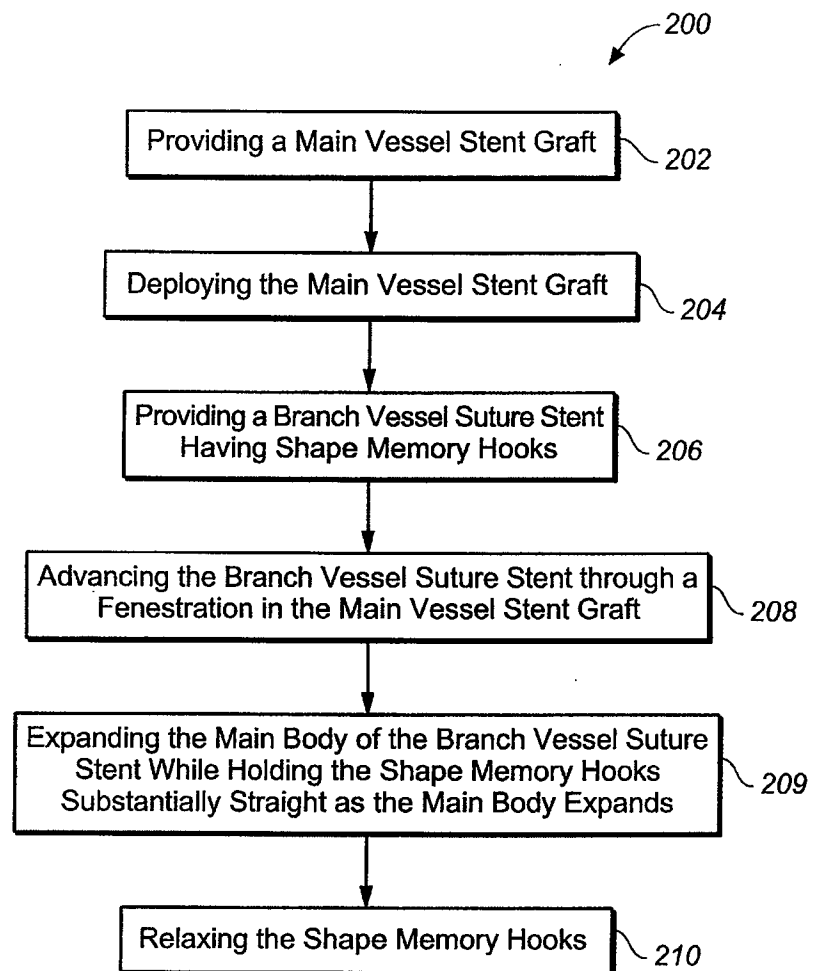 200
Providing a Main Vessel Stent Graft
202
Deploying the Main Vessel Stent Graft
204
Providing a Branch Vessel Suture Stent
Having Shape Memory Hooks
206
Advancing the Branch Vessel Suture Stent through a
Fenestration in the Main Vessel Stent Graft
208
Expanding the Main Body of the Branch Vessel Suture
Stent While Holding the Shape Memory Hooks
Substantially Straight as the Main Body Expands
209
Relaxing the Shape Memory Hooks
210